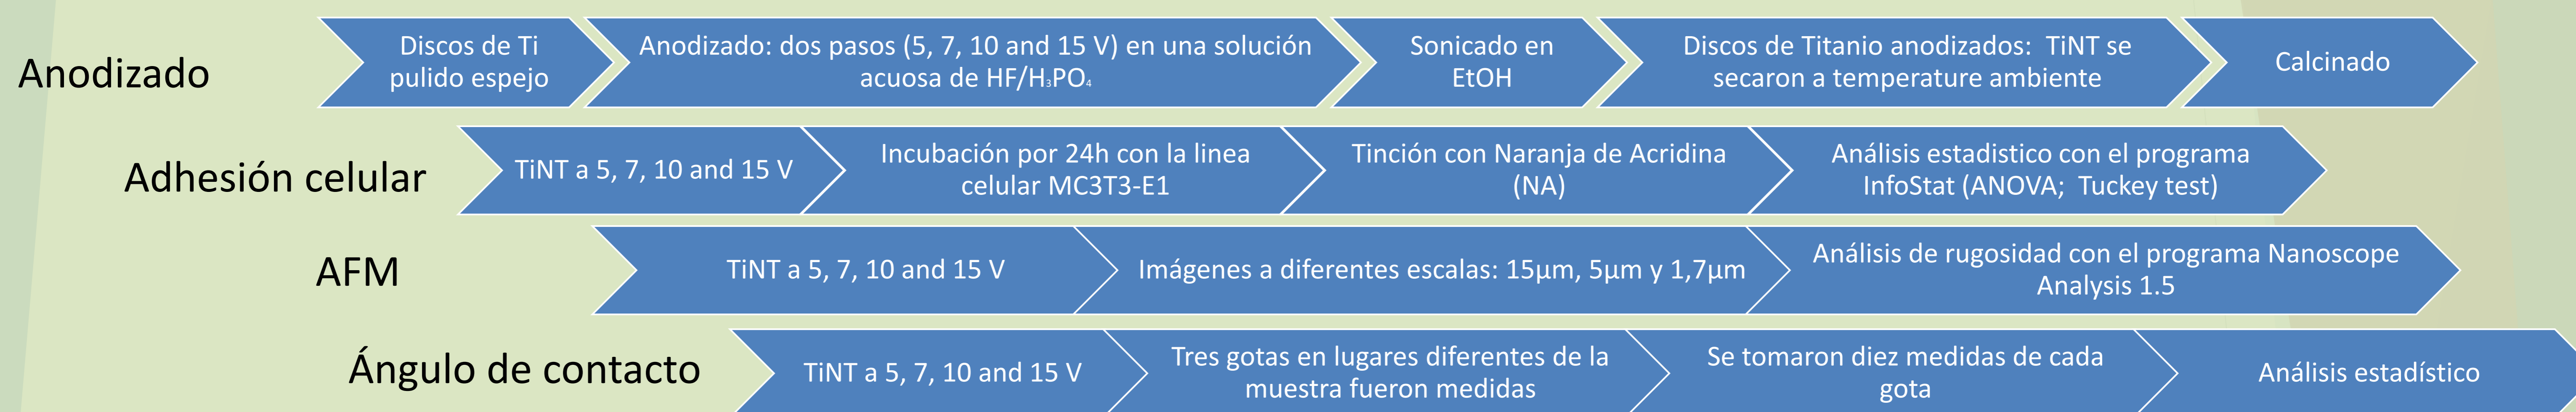 Anodizado
Discos de Ti
pulido espejo
Anodizado: dos pasos (5, 7, 10 and 15 V) en una solución
acuosa de HF/H₃PO₄
Sonicado en
EtOH
Discos de Titanio anodizados:  TiNT se
secaron a temperature ambiente
Calcinado
Adhesión celular
TiNT a 5, 7, 10 and 15 V
Incubación por 24h con la linea
celular MC3T3-E1
Tinción con Naranja de Acridina
(NA)
Análisis estadistico con el programa
InfoStat (ANOVA;  Tuckey test)
AFM
TiNT a 5, 7, 10 and 15 V
Imágenes a diferentes escalas: 15µm, 5µm y 1,7µm
Análisis de rugosidad con el programa Nanoscope
Analysis 1.5
Ángulo de contacto
TiNT a 5, 7, 10 and 15 V
Tres gotas en lugares diferentes de la
muestra fueron medidas
Se tomaron diez medidas de cada
gota
Análisis estadístico